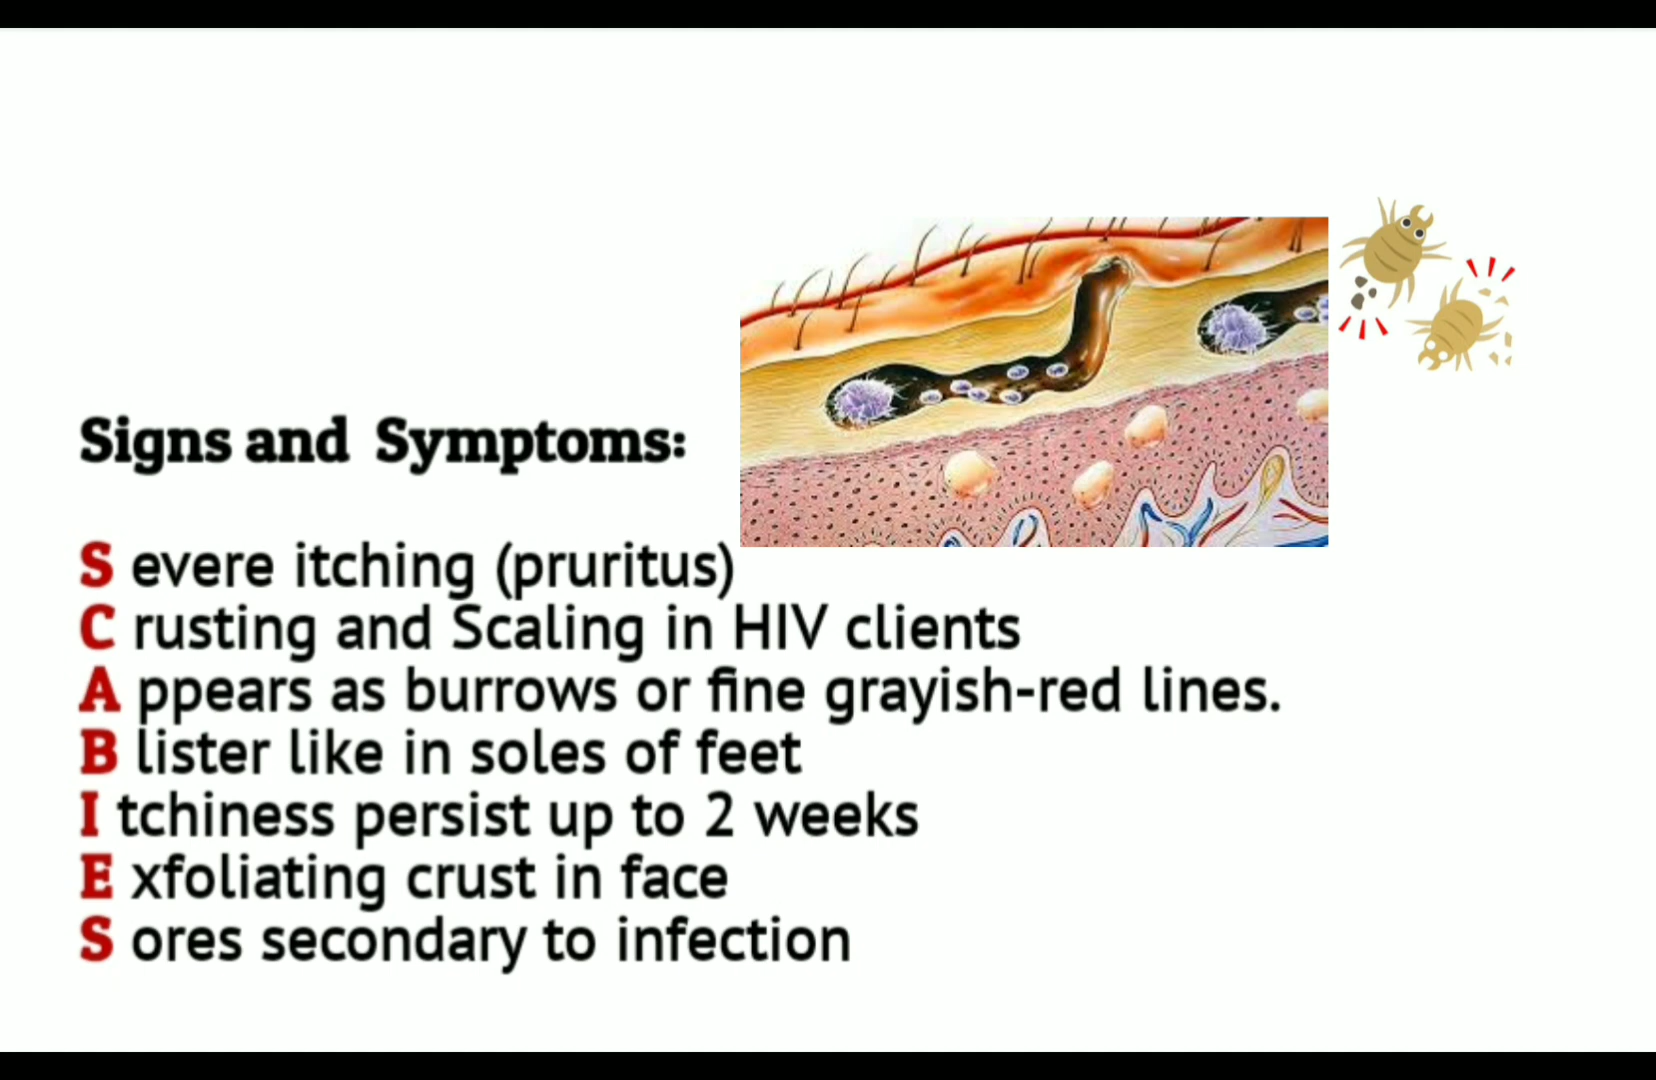 Signs and Symptoms:
S evere itching (pruritus)
C rusting and Scaling in HIV clients
A ppears as burrows or fine grayish-red lines.
B lister like in soles of feet
I tchiness persist up to 2 weeks
E xfoliating crust in face
S ores secondary to infection